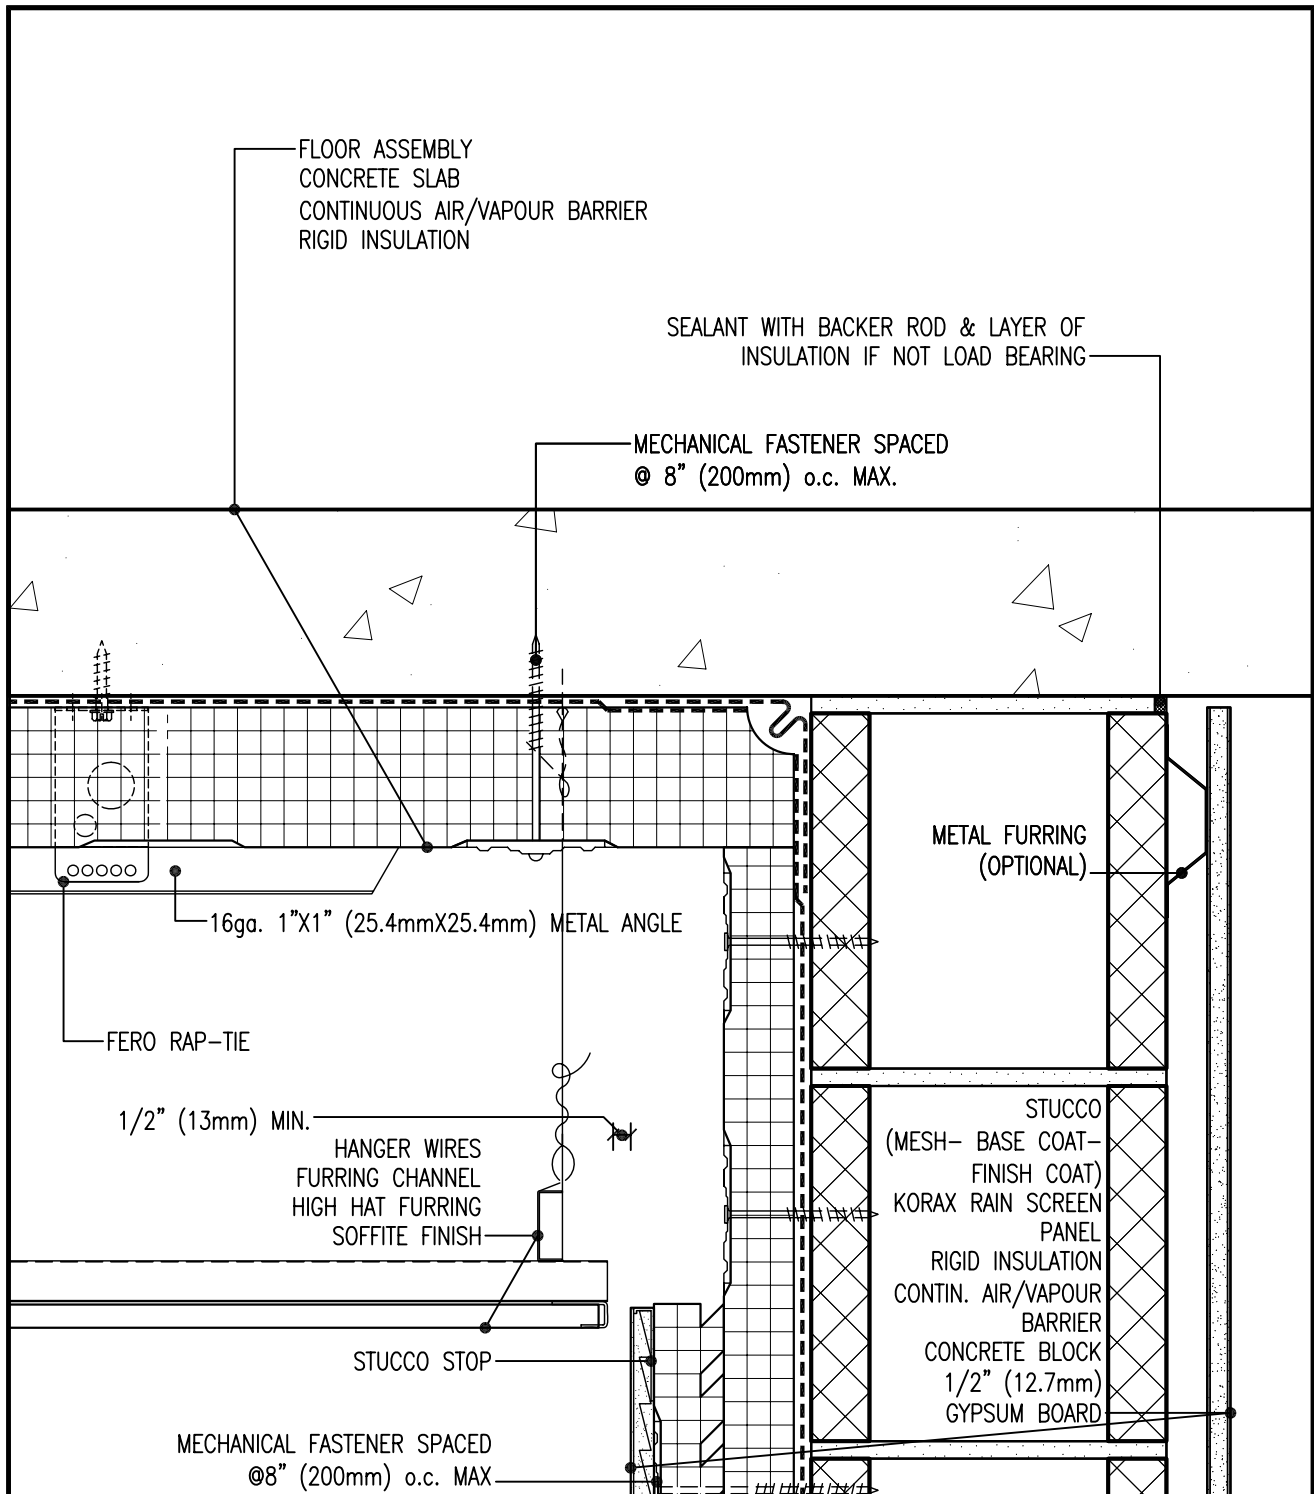 FLOOR ASSEMBLY
CONCRETE SLAB
CONTINUOUS AIR/VAPOUR BARRIER
RIGID INSULATION
SEALANT WITH BACKER ROD & LAYER OF
INSULATION IF NOT LOAD BEARING
MECHANICAL FASTENER SPACED
@ 8" (200mm) o.c. MAX.
METAL FURRING
(OPTIONAL)
16ga. 1"X1" (25.4mmX25.4mm) METAL ANGLE
FERO RAP-TIE
1/2" (13mm) MIN.
HANGER WIRES
FURRING CHANNEL
HIGH HAT FURRING
SOFFITE FINISH
STUCCO
(MESH- BASE COAT-
FINISH COAT)
KORAX RAIN SCREEN
PANEL
RIGID INSULATION
CONTIN. AIR/VAPOUR
BARRIER
CONCRETE BLOCK
1/2" (12.7mm)
GYPSUM BOARD
STUCCO STOP
MECHANICAL FASTENER SPACED
@8" (200mm) o.c. MAX